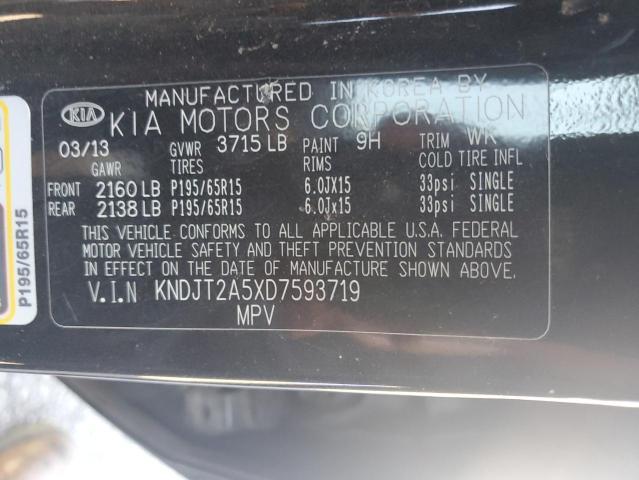 MANUFACTURED IN KOREA BY
KIA KIA MOTORS CORPORATION
03/13 GVWR 3715 LB PAINT 9H TRIM WK
GAWR TIRES RIMS COLD TIRE INFL
FRONT 2160 LB P195/65R15 6.0JX15 33psi SINGLE
REAR 2138 LB P195/65R15 6.0Jx15 33psi SINGLE
THIS VEHICLE CONFORMS TO ALL APPLICABLE U.S.A. FEDERAL
MOTOR VEHICLE SAFETY AND THEFT PREVENTION STANDARDS
IN EFFECT ON THE DATE OF MANUFACTURE SHOWN ABOVE.
V.I.N KNDJT2A5XD7593719
MPV
P195/65R15